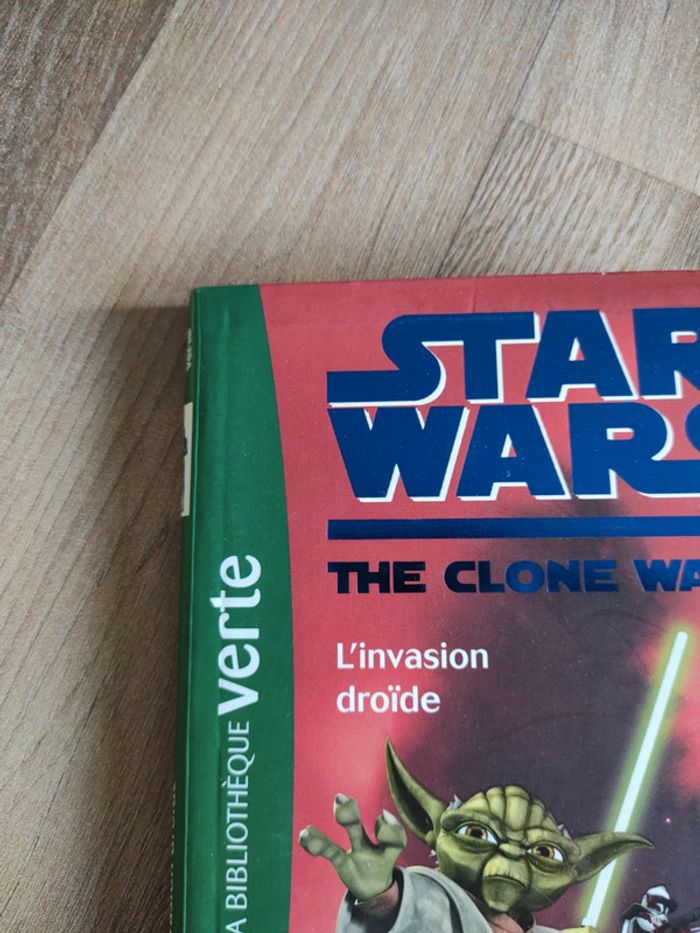 STAR
WARS
THE CLONE WA
L'invasion
droïde
A BIBLIOTHÈQUE verte